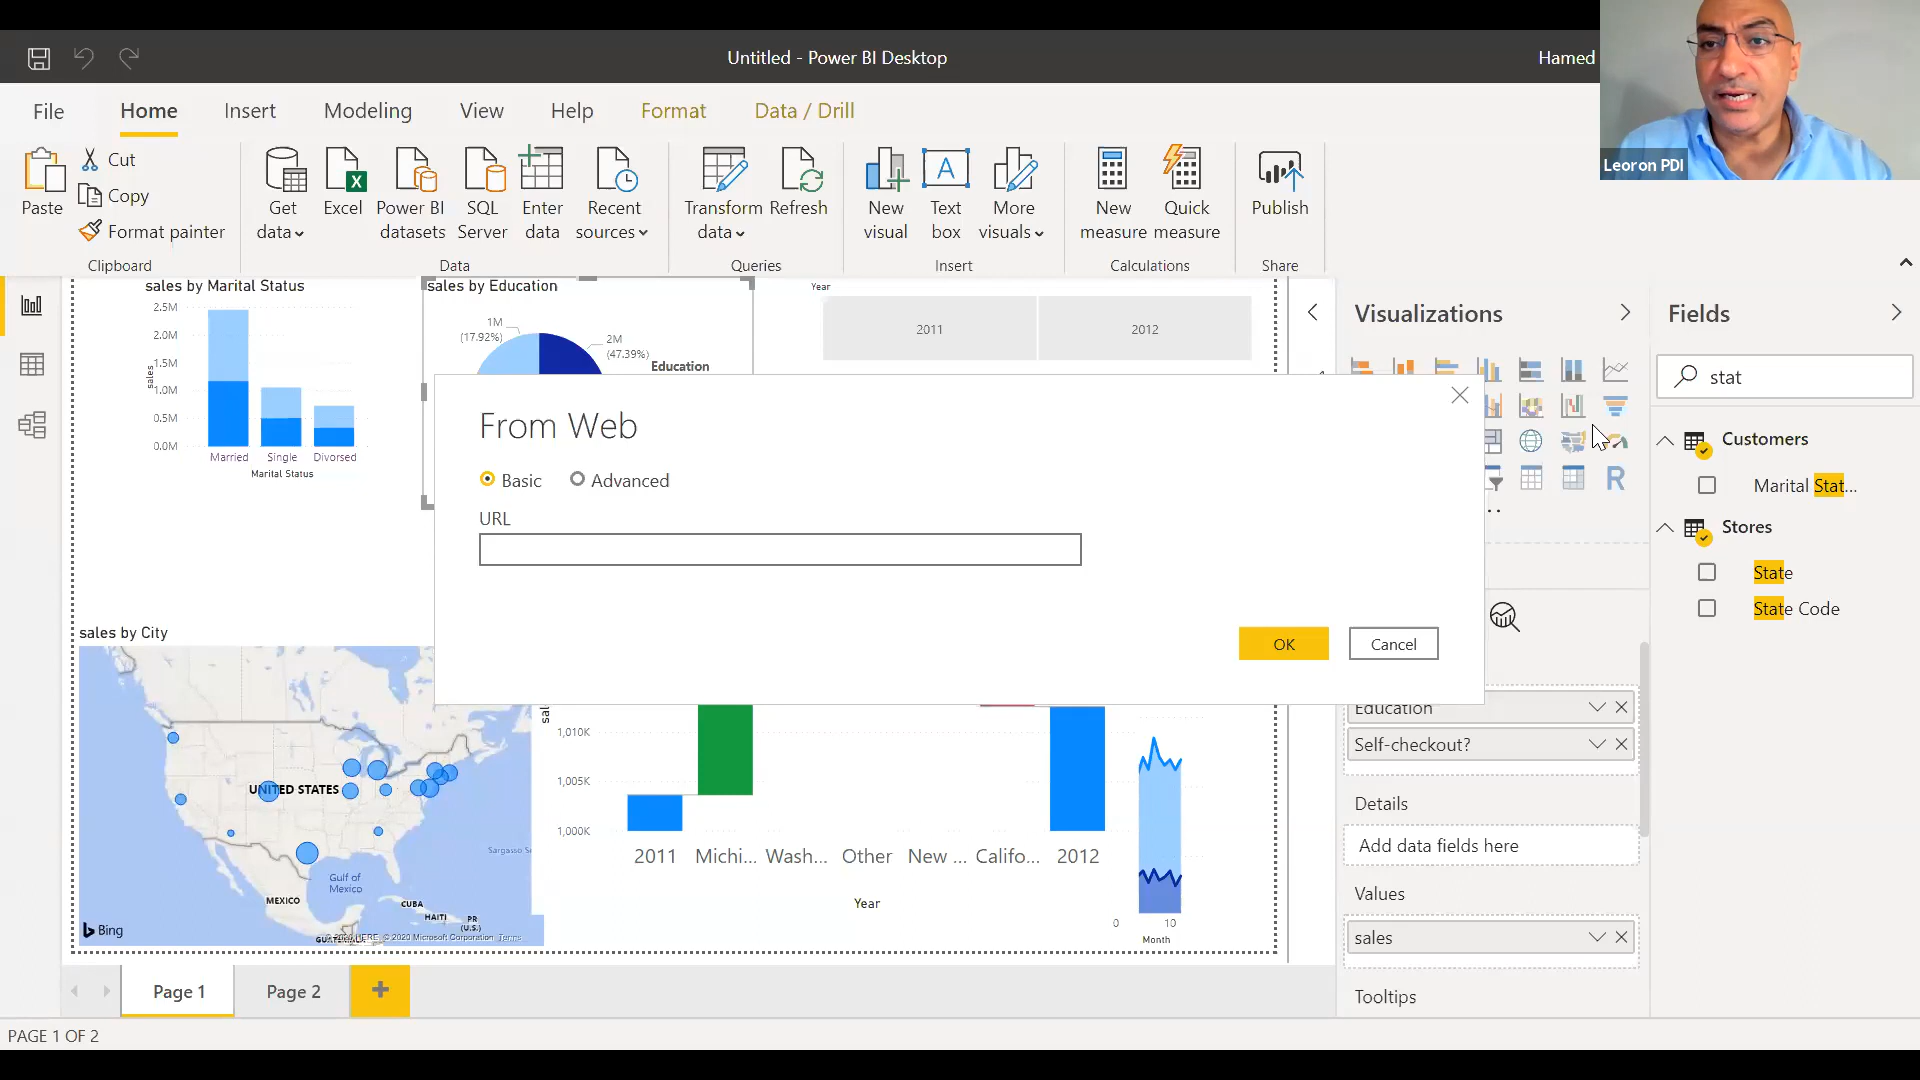 Untitled - Power BI Desktop
Hamed
Leoron PDI
File
Home
Insert
Modeling
View
Help
Format
Data / Drill
Paste
Cut
Copy
Format painter
Clipboard
Get data
Excel
Power BI datasets
SQL Server
Enter data
Recent sources
Data
Transform data
Refresh
Queries
New visual
Text box
More visuals
Insert
New measure
Quick measure
Calculations
Publish
Share
sales by Marital Status
2.5M
2.0M
1.5M
1.0M
0.5M
0.0M
sales
Married
Single
Divorsed
Marital Status
sales by Education
1M
(17.92%)
2M
(47.39%)
Education
Year
2011
2012
From Web
Basic
Advanced
URL
OK
Cancel
sales by City
UNITED STATES
MEXICO
Gulf of
Mexico
CUBA
HAITI
PR
(U.S.)
Bing
© 2020 Microsoft Corporation
Terms
1,010K
1,005K
1,000K
2011
Michi...
Wash...
Other
New ...
Califo...
2012
Year
0
10
Month
Visualizations
R
Education
Self-checkout?
Details
Add data fields here
Values
sales
Tooltips
Fields
stat
Customers
Marital Stat...
Stores
State
State Code
Page 1
Page 2
PAGE 1 OF 2